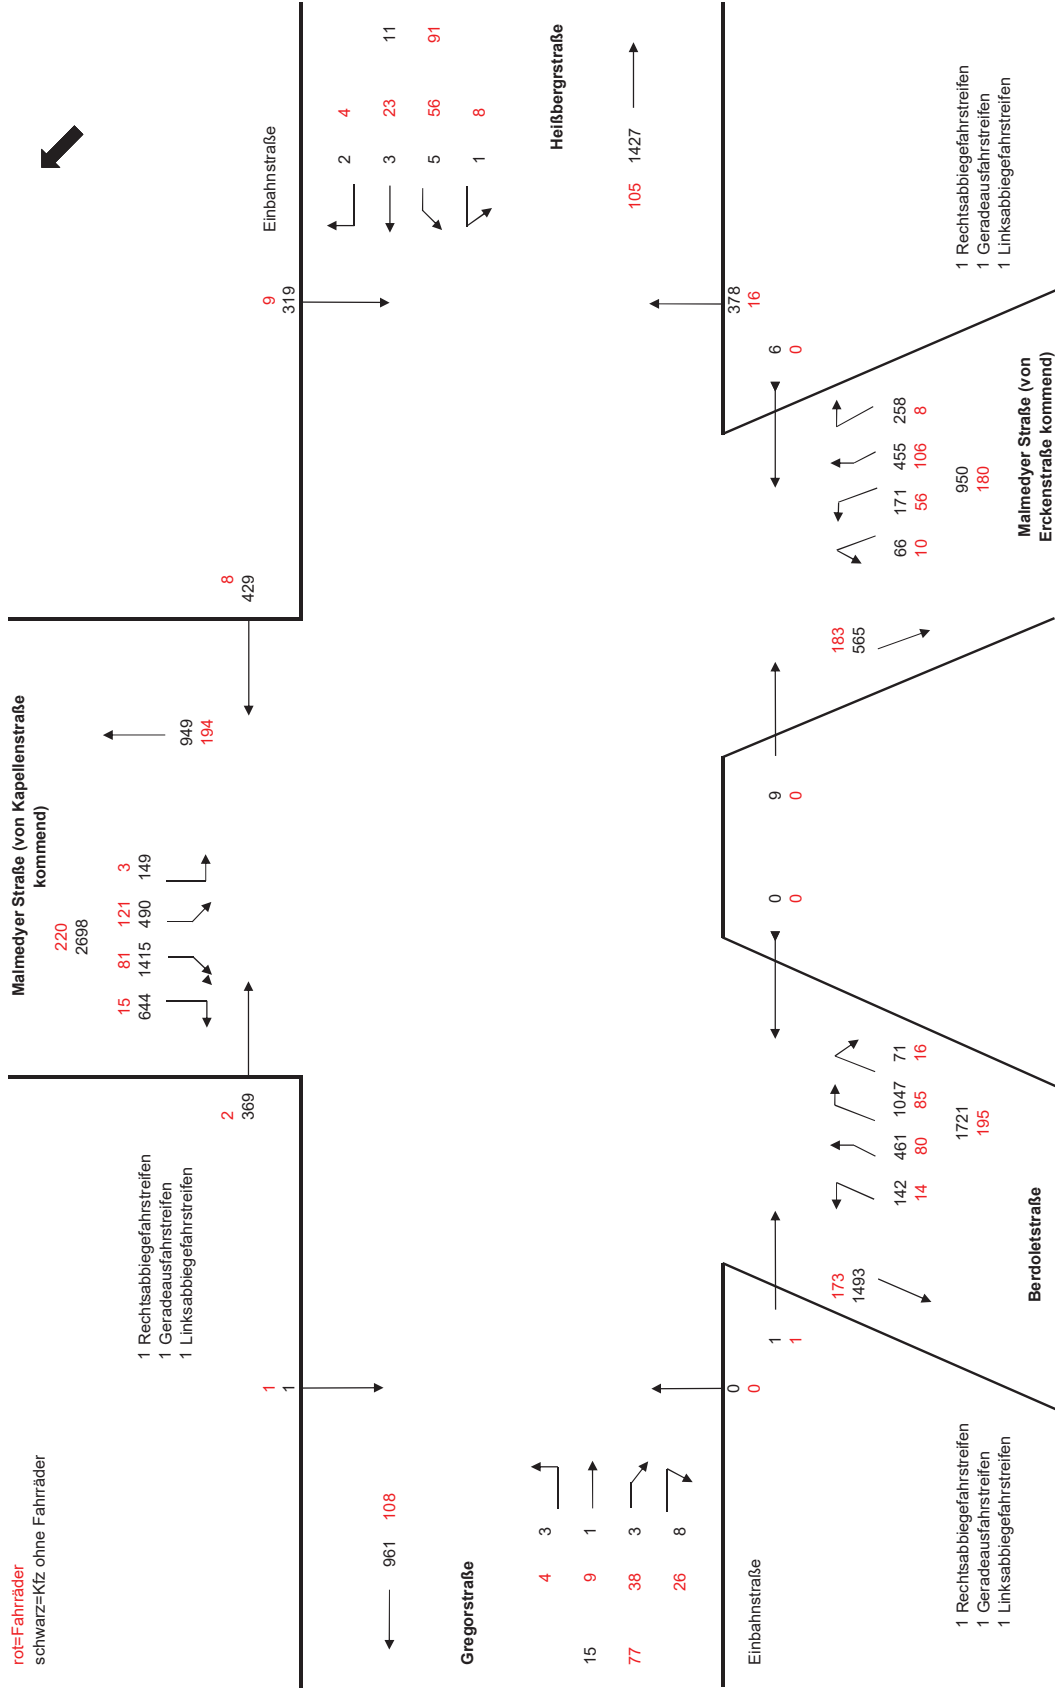 rot=Fahrräder
schwarz=Kfz ohne Fahrräder
Malmedyer Straße (von Kapellenstraße
kommend)
220
2698
15 81 121 3
644 1415 490 149
1 Rechtsabbiegefahrstreifen
1 Geradeausfahrstreifen
1 Linksabbiegefahrstreifen
949
194
2
369
8
429
1
1
9
319
Einbahnstraße
961 108
2 4
3 23 11
5 56 91
1 8
Gregorstraße
Heißbergrstraße
4 3
15 9 1
77 38 3
26 8
105 1427
0
0
378
16
Einbahnstraße
1
1
0
0
9
0
6
0
173
1493
183
565
142 461 1047 71
14 80 85 16
1721
195
66 171 455 258
10 56 106 8
950
180
1 Rechtsabbiegefahrstreifen
1 Geradeausfahrstreifen
1 Linksabbiegefahrstreifen
1 Rechtsabbiegefahrstreifen
1 Geradeausfahrstreifen
1 Linksabbiegefahrstreifen
Berdoletstraße
Malmedyer Straße (von
Erckenstraße kommend)